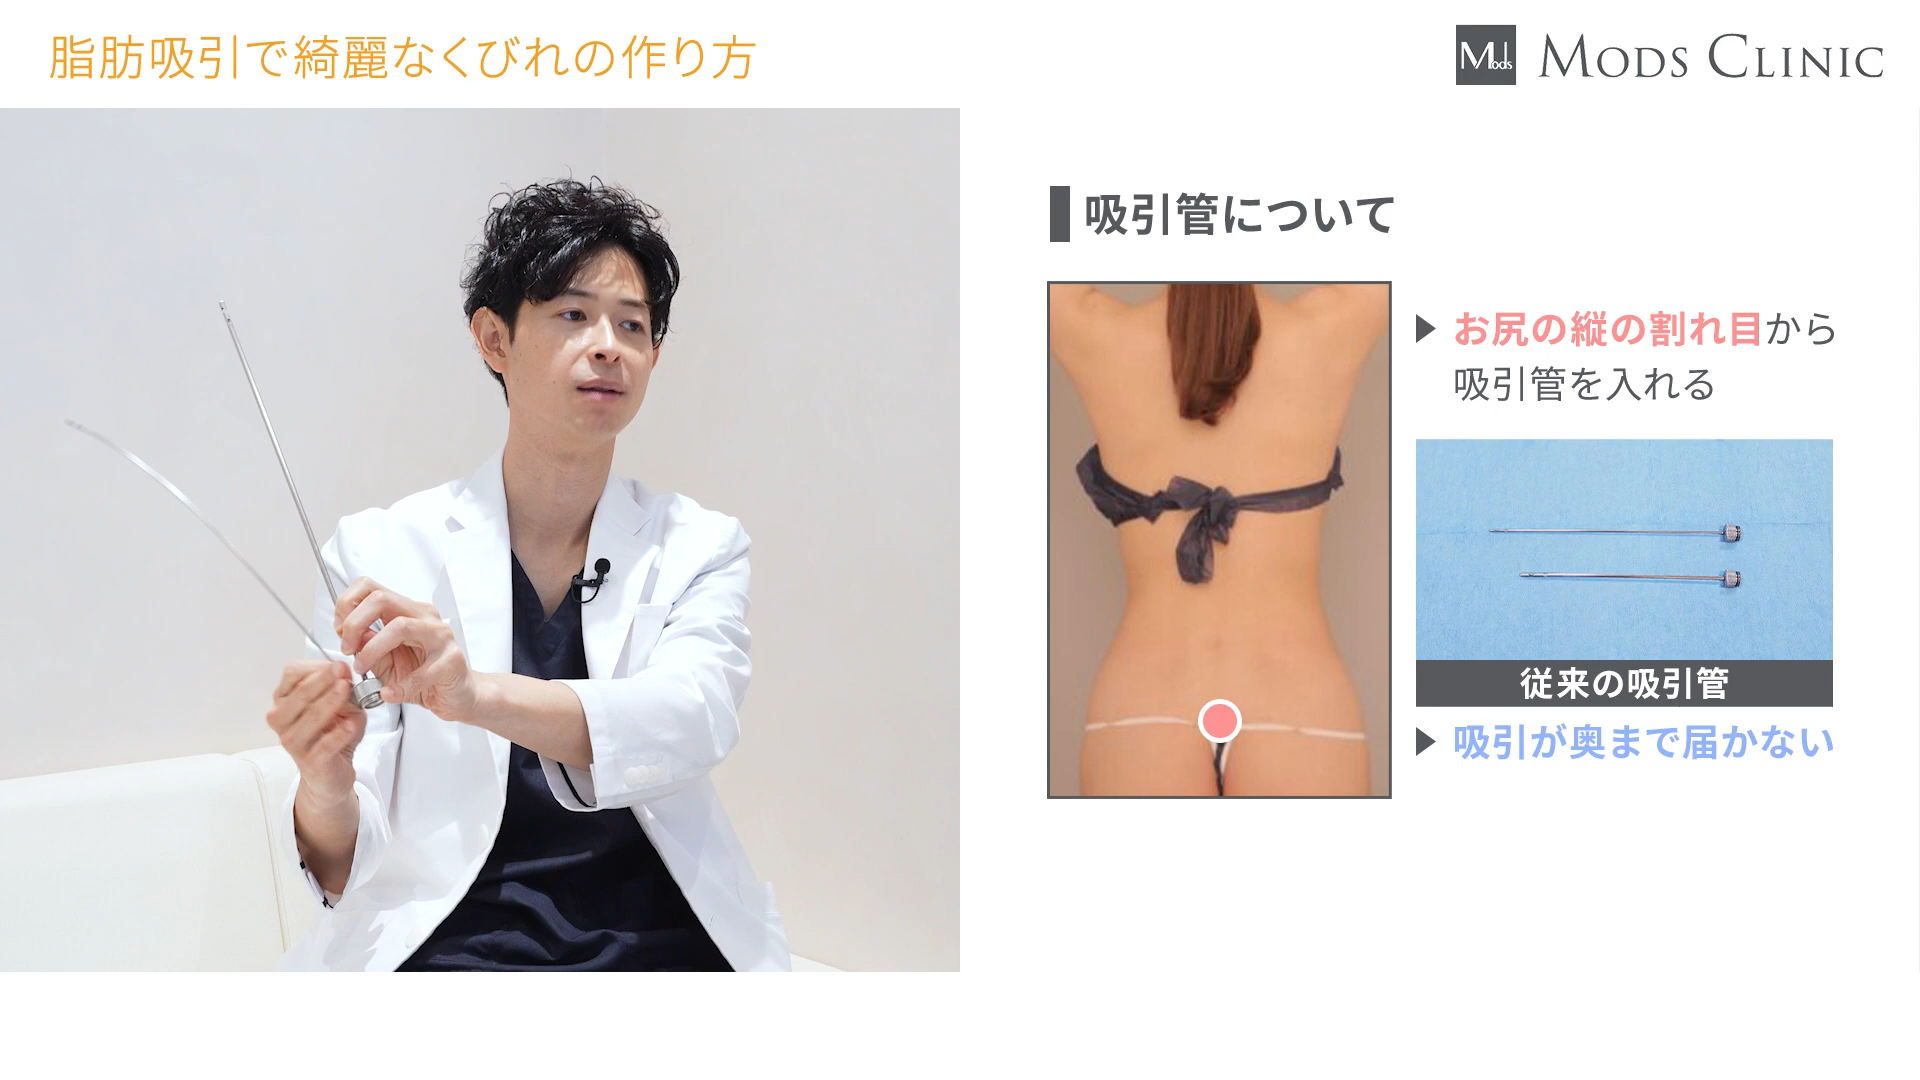 脂肪吸引で綺麗なくびれの作り方
Mods
MODS CLINIC
吸引管について
お尻の縦の割れ目から
吸引管を入れる
従来の吸引管
吸引が奥まで届かない